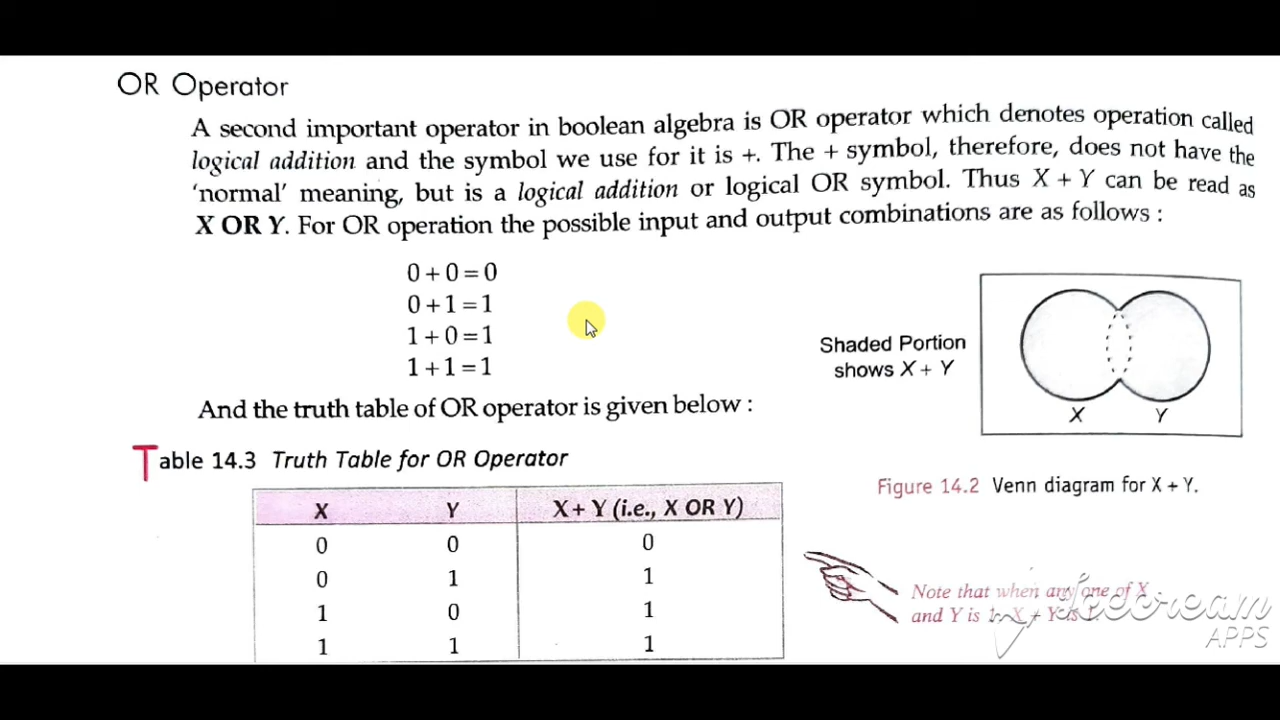 OR Operator
A second important operator in boolean algebra is OR operator which denotes operation called
logical addition and the symbol we use for it is +. The + symbol, therefore, does not have the
'normal' meaning, but is a logical addition or logical OR symbol. Thus X + Y can be read as
X OR Y. For OR operation the possible input and output combinations are as follows :
0 + 0 = 0
0 + 1 = 1
1 + 0 = 1
1 + 1 = 1
Shaded Portion
shows X + Y
X Y
And the truth table of OR operator is given below :
Table 14.3 Truth Table for OR Operator
Figure 14.2 Venn diagram for X + Y.
X Y X + Y (i.e., X OR Y)
0 0 0
0 1 1
1 0 1
1 1 1
Note that when any one of X
and Y is 1, X + Y is 1.
Icecream
APPS